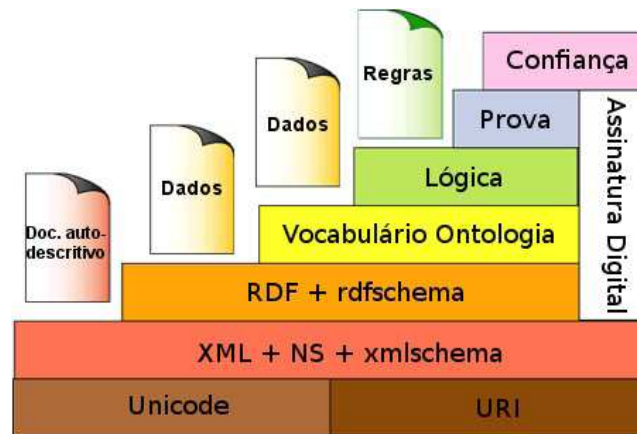 Regras
Confiança
Dados
Prova
Assinatura Digital
Dados
Lógica
Doc. auto-
descritivo
Vocabulário Ontologia
RDF + rdfschema
XML + NS + xmlschema
Unicode
URI